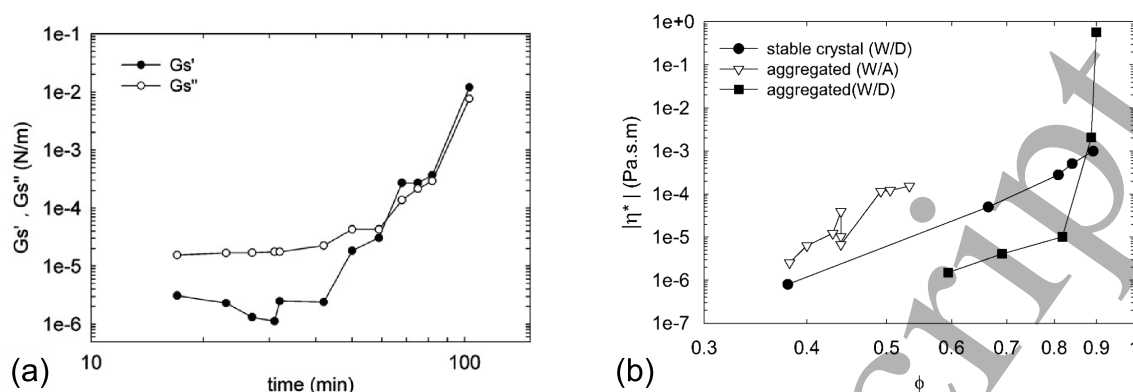 1e-1
1e-2
1e-3
1e-4
1e-5
1e-6
Gs', Gs" (N/m)
Gs'
Gs"
10
100
time (min)
(a)
1e+0
1e-1
1e-2
1e-3
1e-4
1e-5
1e-6
1e-7
|η* | (Pa.s.m)
stable crystal (W/D)
aggregated (W/A)
aggregated(W/D)
0.3
0.4
0.5
0.6
0.7
0.8
0.9
1
ϕ
(b)
ript